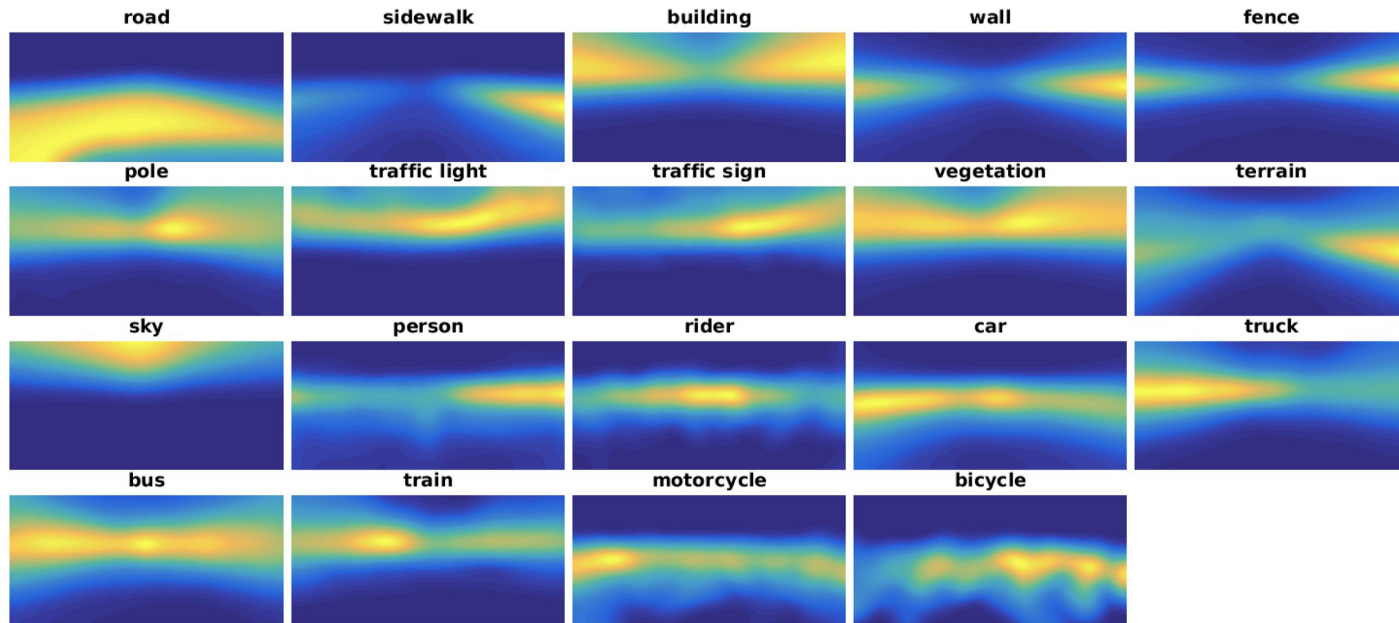 road sidewalk building wall fence
pole traffic light traffic sign vegetation terrain
sky person rider car truck
bus train motorcycle bicycle